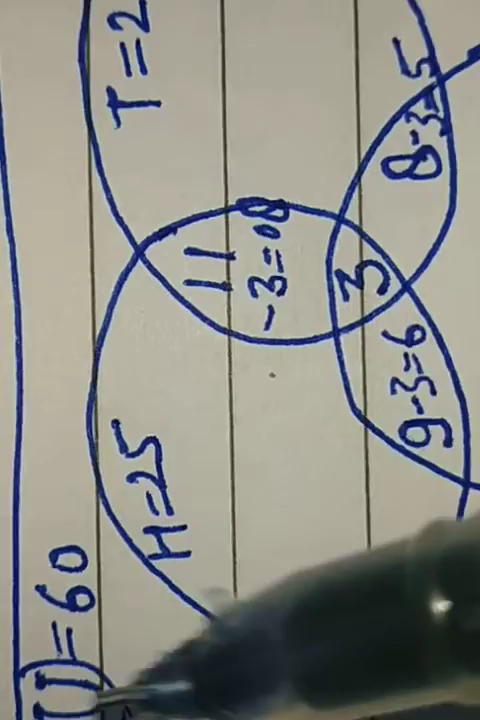 U = 60
H = 25
T = 2
11
-3=08
3
9-3=6
8-3=5